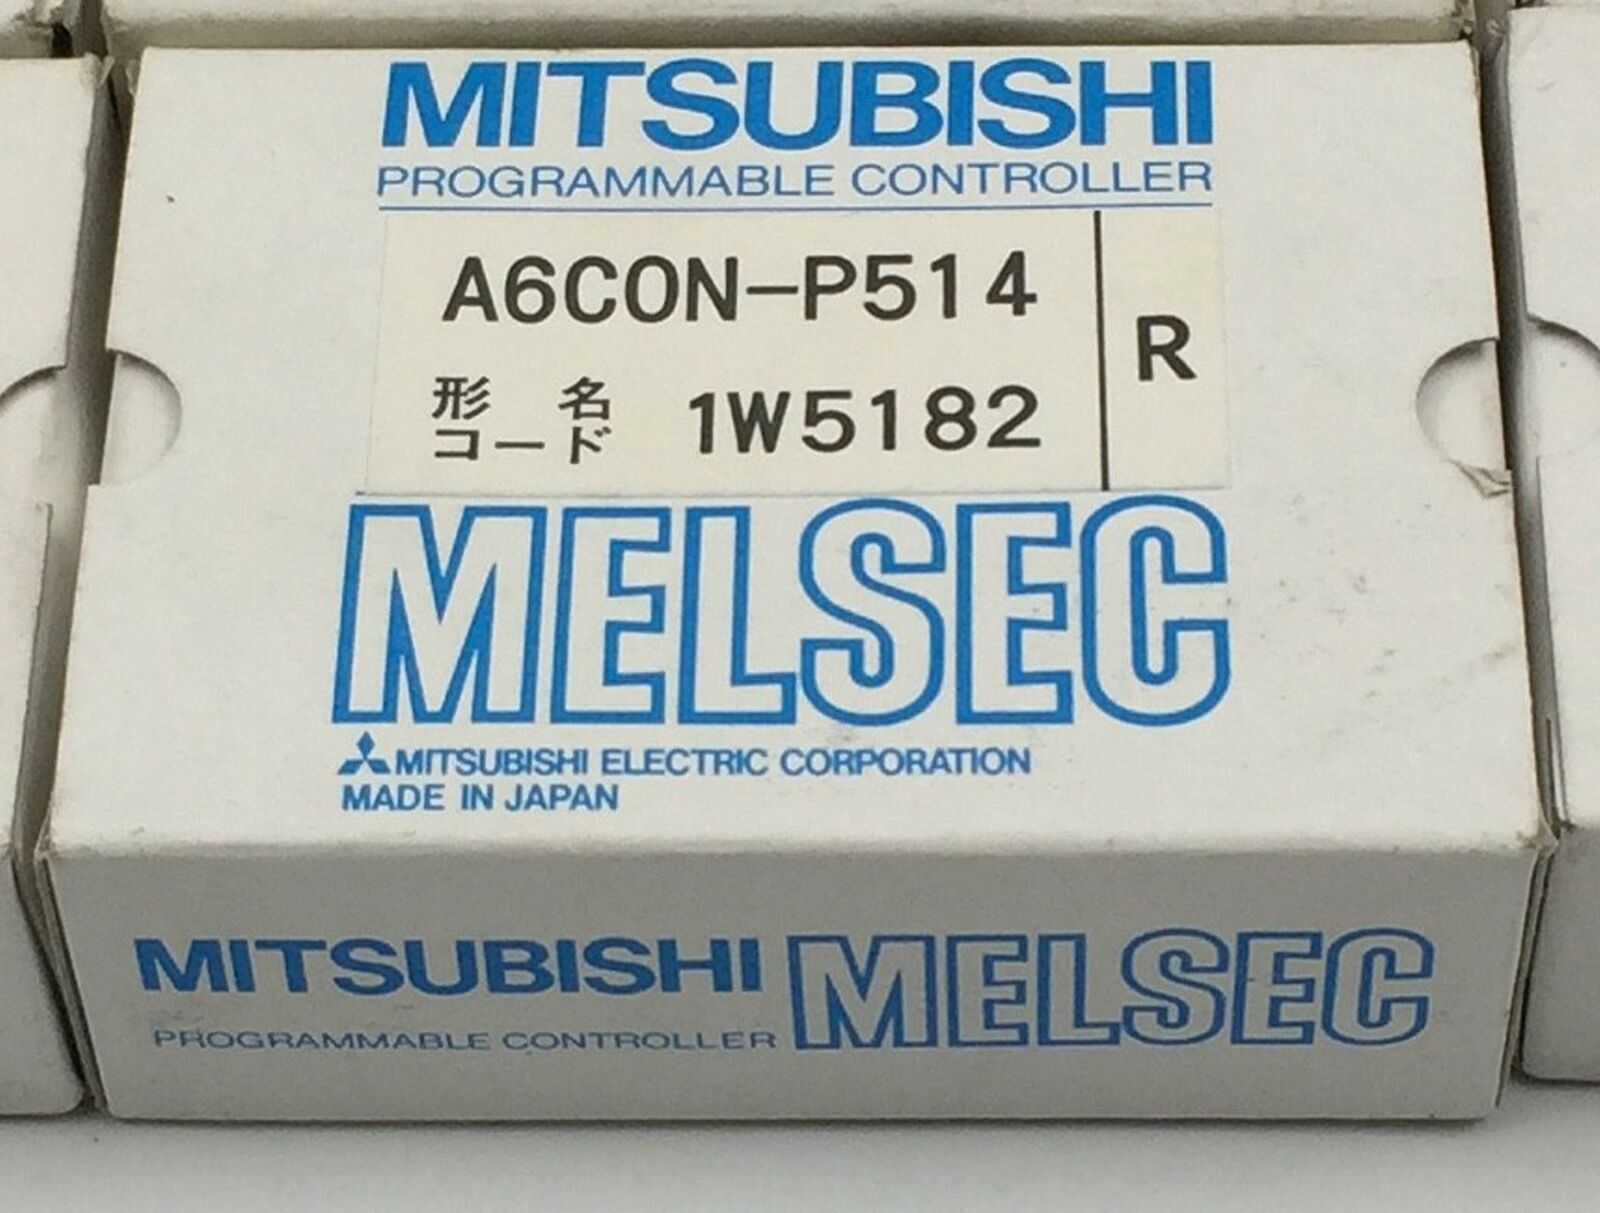 MITSUBISHI
PROGRAMMABLE CONTROLLER
A6CON-P514
R
形 名
コード 1W5182
MELSEC
MITSUBISHI ELECTRIC CORPORATION
MADE IN JAPAN
MITSUBISHI MELSEC
PROGRAMMABLE CONTROLLER